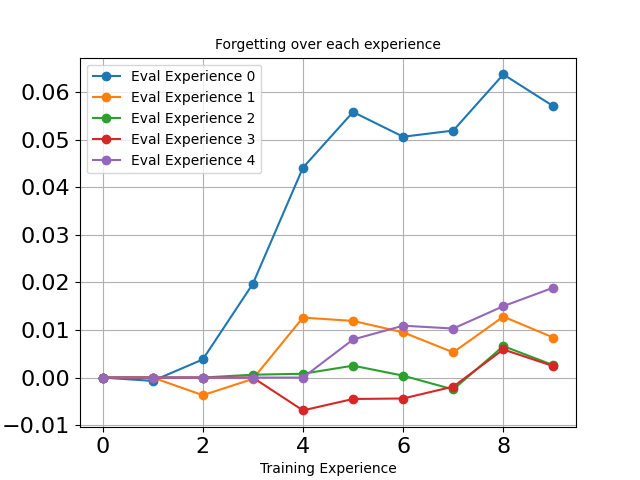 Forgetting over each experience
Eval Experience 0
Eval Experience 1
Eval Experience 2
Eval Experience 3
Eval Experience 4
0.06
0.05
0.04
0.03
0.02
0.01
0.00
−0.01
0 2 4 6 8
Training Experience